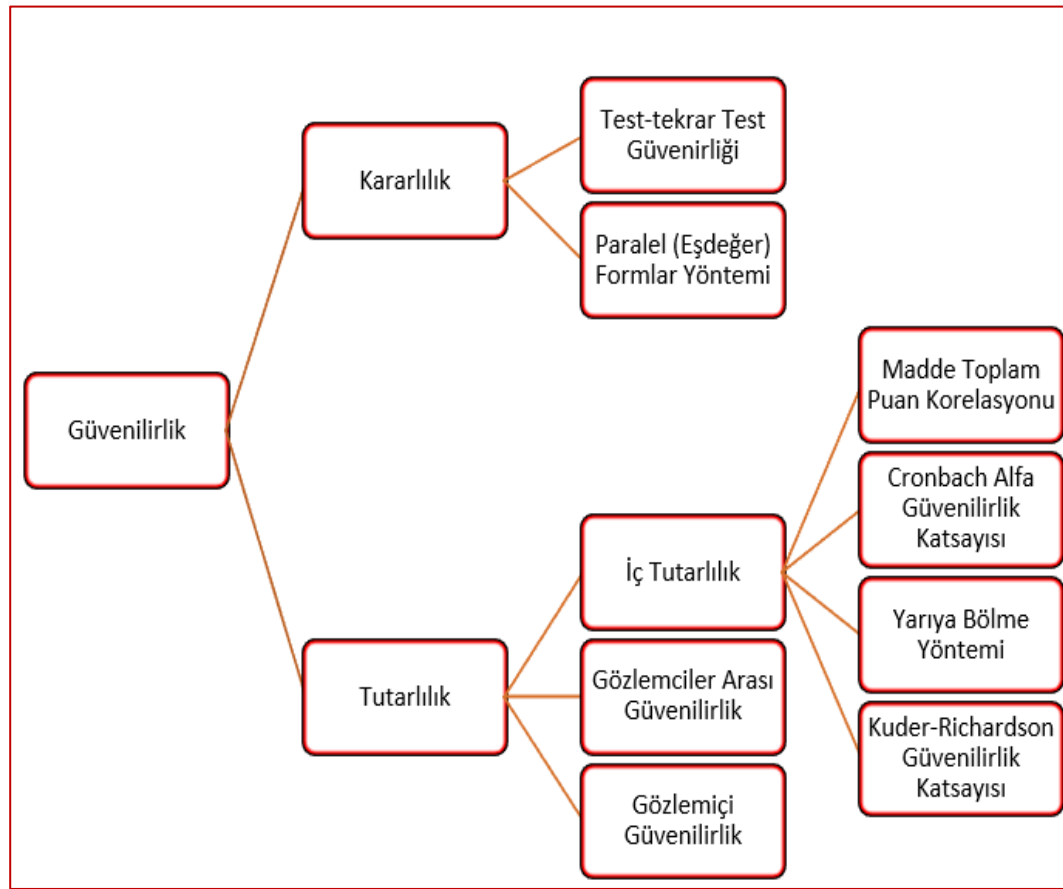 Güvenilirlik
Kararlılık
Test-tekrar Test
Güvenirliği
Paralel (Eşdeğer)
Formlar Yöntemi
Tutarlılık
İç Tutarlılık
Madde Toplam
Puan Korelasyonu
Cronbach Alfa
Güvenilirlik
Katsayısı
Yarıya Bölme
Yöntemi
Kuder-Richardson
Güvenilirlik
Katsayısı
Gözlemciler Arası
Güvenilirlik
Gözlemiçi
Güvenilirlik